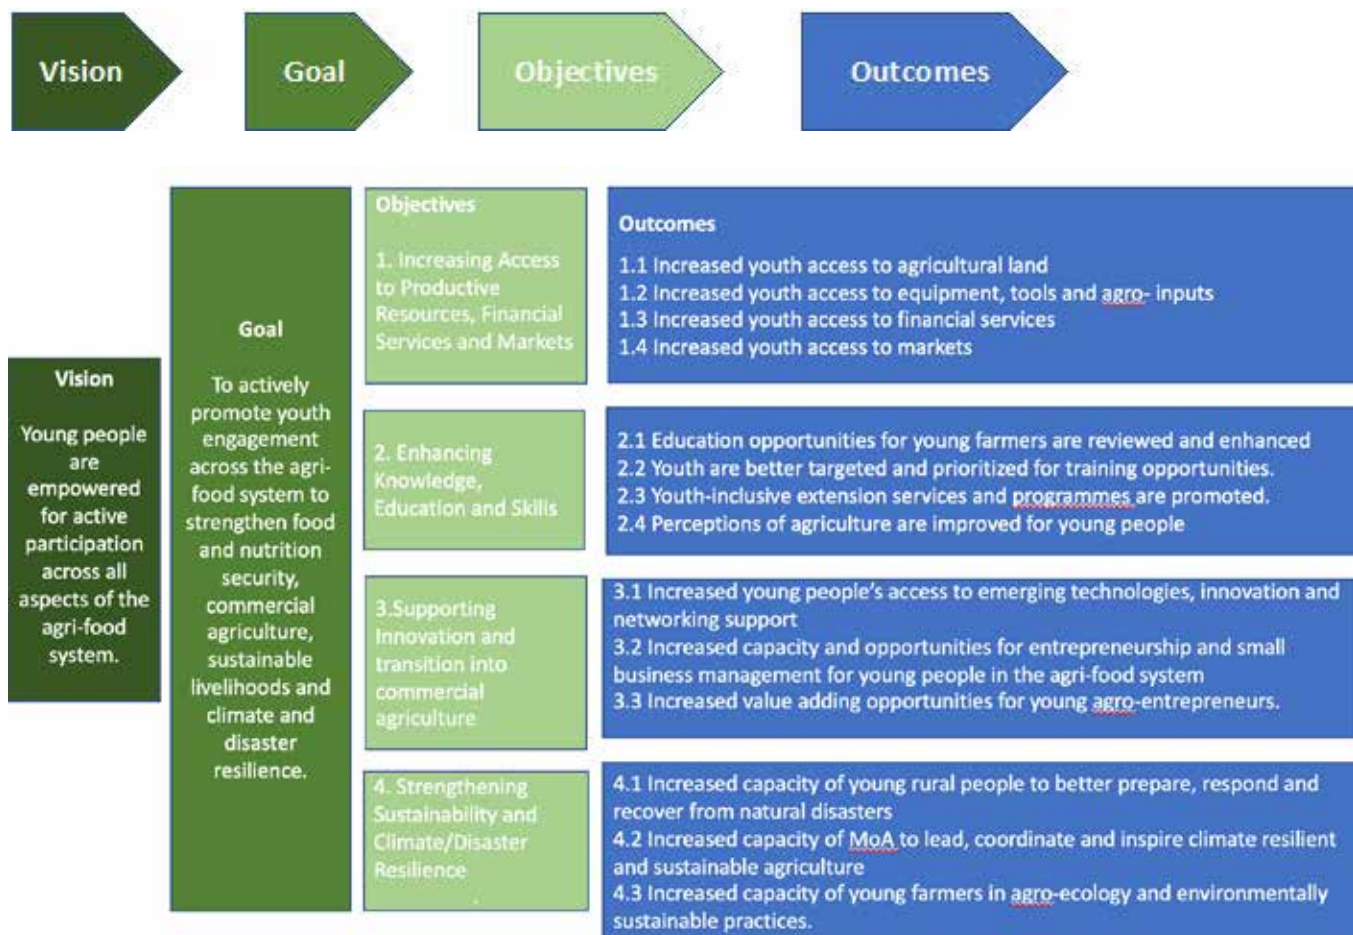 Vision
Goal
Objectives
Outcomes
Vision
Young people
are
empowered
for active
participation
across all
aspects of the
agri-food
system.
Goal
To actively
promote youth
engagement
across the agri-
food system to
strengthen food
and nutrition
security,
commercial
agriculture,
sustainable
livelihoods and
climate and
disaster
resilience.
Objectives
1. Increasing Access
to Productive
Resources, Financial
Services and Markets
Outcomes
1.1 Increased youth access to agricultural land
1.2 Increased youth access to equipment, tools and agro- inputs
1.3 Increased youth access to financial services
1.4 Increased youth access to markets
2. Enhancing
Knowledge,
Education and Skills
2.1 Education opportunities for young farmers are reviewed and enhanced
2.2 Youth are better targeted and prioritized for training opportunities.
2.3 Youth-inclusive extension services and programmes are promoted.
2.4 Perceptions of agriculture are improved for young people
3.Supporting
Innovation and
transition into
commercial
agriculture
3.1 Increased young people's access to emerging technologies, innovation and
networking support
3.2 Increased capacity and opportunities for entrepreneurship and small
business management for young people in the agri-food system
3.3 Increased value adding opportunities for young agro-entrepreneurs.
4. Strengthening
Sustainability and
Climate/Disaster
Resilience
.
4.1 Increased capacity of young rural people to better prepare, respond and
recover from natural disasters
4.2 Increased capacity of MoA to lead, coordinate and inspire climate resilient
and sustainable agriculture
4.3 Increased capacity of young farmers in agro-ecology and environmentally
sustainable practices.